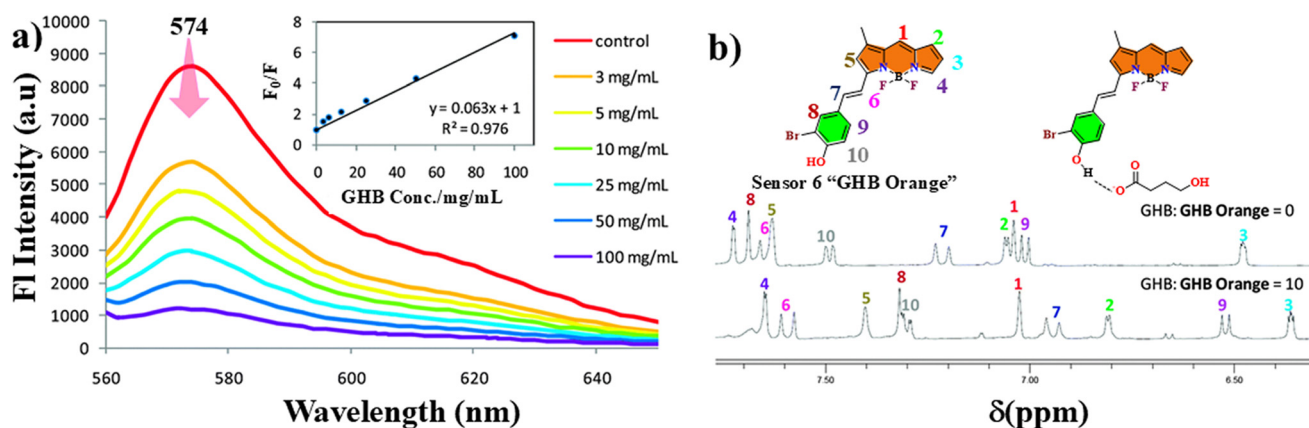 a)
574
10000
9000
8000
7000
6000
5000
4000
3000
2000
1000
0
Fl Intensity (a.u)
560
580
600
620
640
Wavelength (nm)
8
6
4
2
0
F0/F
y = 0.063x + 1
R² = 0.976
0
50
100
GHB Conc./mg/mL
control
3 mg/mL
5 mg/mL
10 mg/mL
25 mg/mL
50 mg/mL
100 mg/mL
b)
1
2
5
3
N B N
F F
4
7
6
8
Br
9
HO
10
Sensor 6 “GHB Orange”
N B N
F F
Br
O
H
O
O
OH
GHB: GHB Orange = 0
4 8 6 5 10 7 2 1 9 3
GHB: GHB Orange = 10
4 6 5 8 10 1 7 2 9 3
7.50 7.00 6.50
δ(ppm)